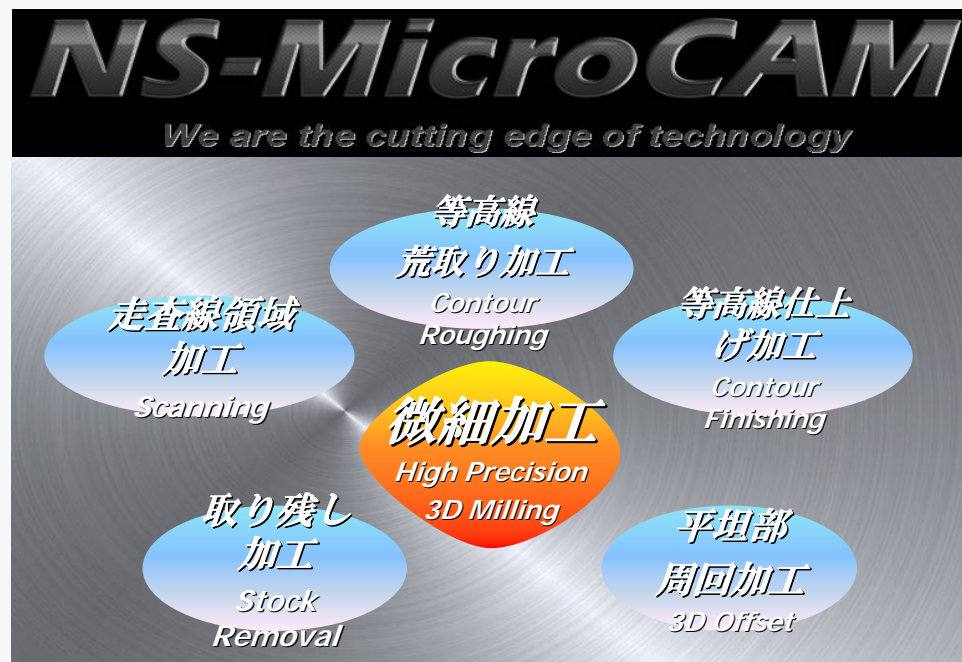 NS-MicroCAM
We are the cutting edge of technology
等高線
荒取り加工
Contour
Roughing
走査線領域
加工
Scanning
等高線仕上
げ加工
Contour
Finishing
微細加工
High Precision
3D Milling
取り残し
加工
Stock
Removal
平坦部
周回加工
3D Offset